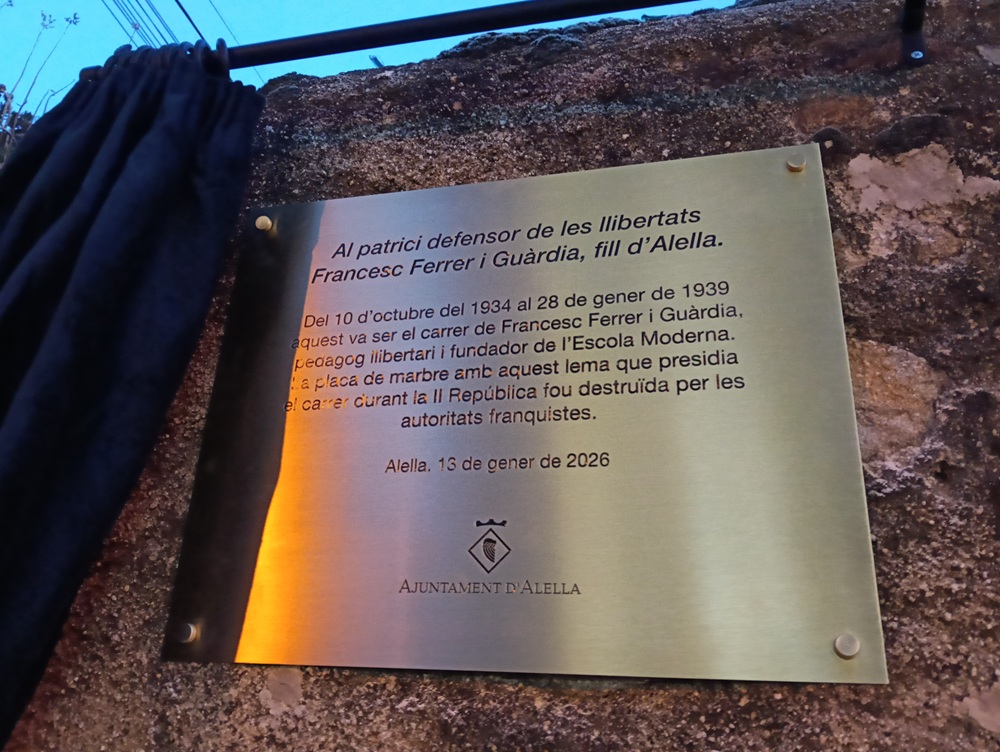 Al patrici defensor de les llibertats
Francesc Ferrer i Guàrdia, fill d'Alella.
Del 10 d'octubre del 1934 al 28 de gener de 1939
aquest va ser el carrer de Francesc Ferrer i Guàrdia,
pedagog llibertari i fundador de l'Escola Moderna.
La placa de marbre amb aquest lema que presidia
el carrer durant la II República fou destruïda per les
autoritats franquistes.
Alella. 13 de gener de 2026
AJUNTAMENT D'ALELLA